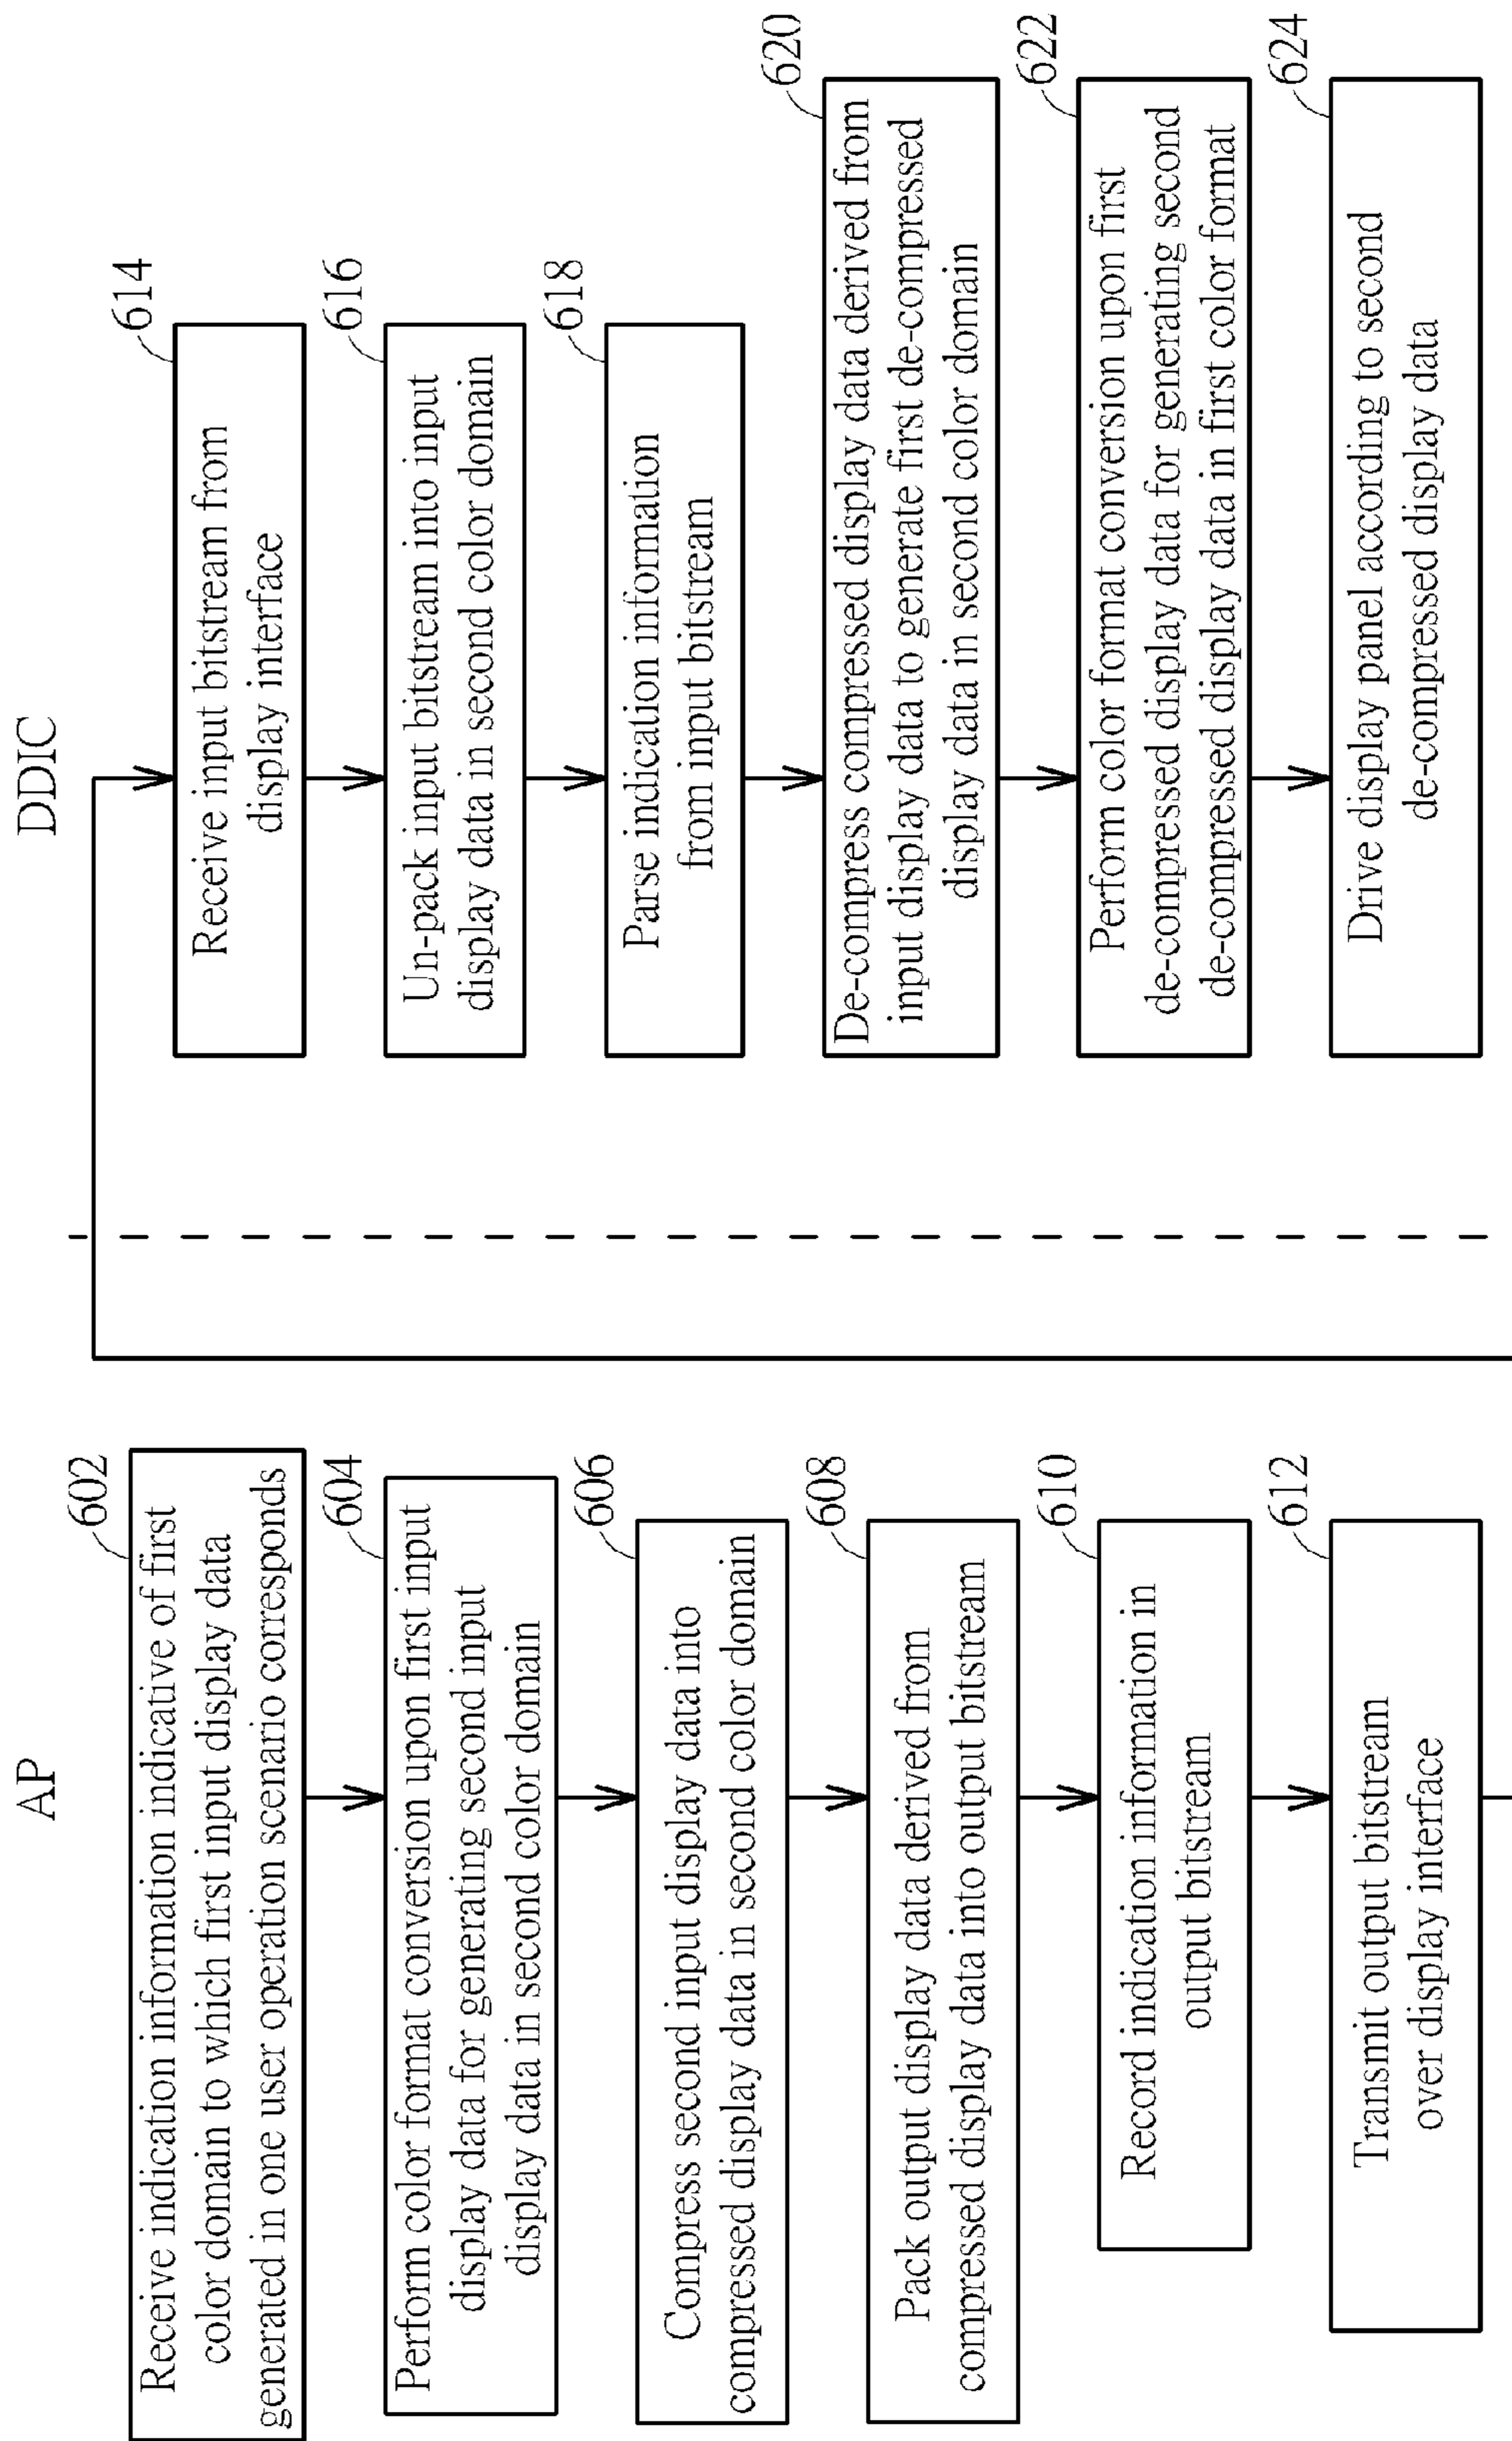 AP
602
Receive indication information indicative of first
color domain to which first input display data
generated in one user operation scenario corresponds
604
Perform color format conversion upon first input
display data for generating second input
display data in second color domain
606
Compress second input display data into
compressed display data in second color domain
608
Pack output display data derived from
compressed display data into output bitstream
610
Record indication information in
output bitstream
612
Transmit output bitstream
over display interface
DDIC
614
Receive input bitstream from
display interface
616
Un-pack input bitstream into input
display data in second color domain
618
Parse indication information
from input bitstream
620
De-compress compressed display data derived from
input display data to generate first de-compressed
display data in second color domain
622
Perform color format conversion upon first
de-compressed display data for generating second
de-compressed display data in first color format
624
Drive display panel according to second
de-compressed display data